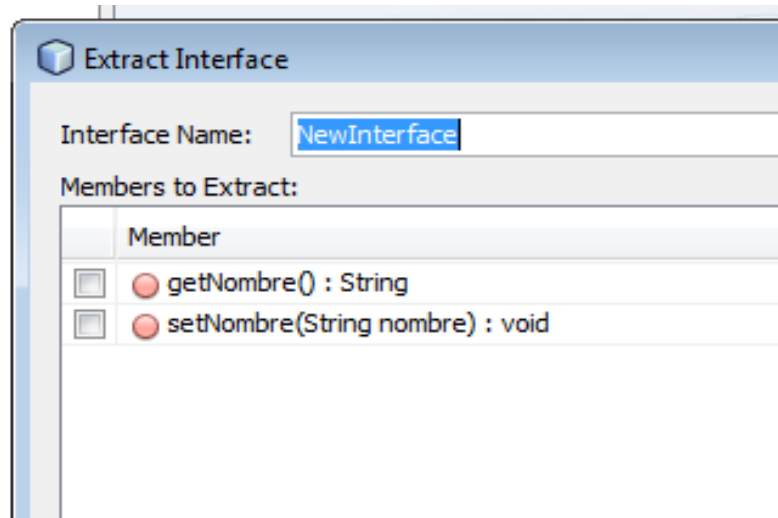 Extract Interface
Interface Name: NewInterface
Members to Extract:
Member
getNombre() : String
setNombre(String nombre) : void